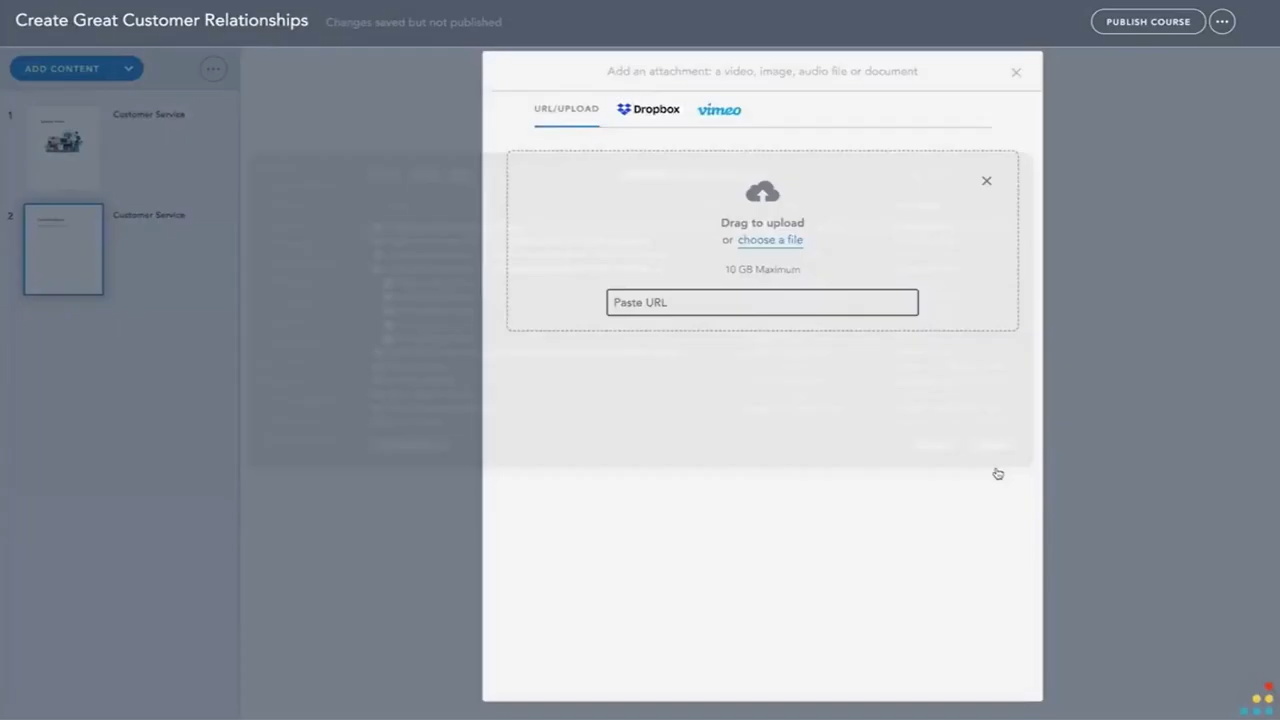 Create Great Customer Relationships
Changes saved but not published
PUBLISH COURSE
ADD CONTENT
Add an attachment: a video, image, audio file or document
URL/UPLOAD
Dropbox
vimeo
1
Customer Service
2
Customer Service
Drag to upload
or choose a file
10 GB Maximum
Paste URL